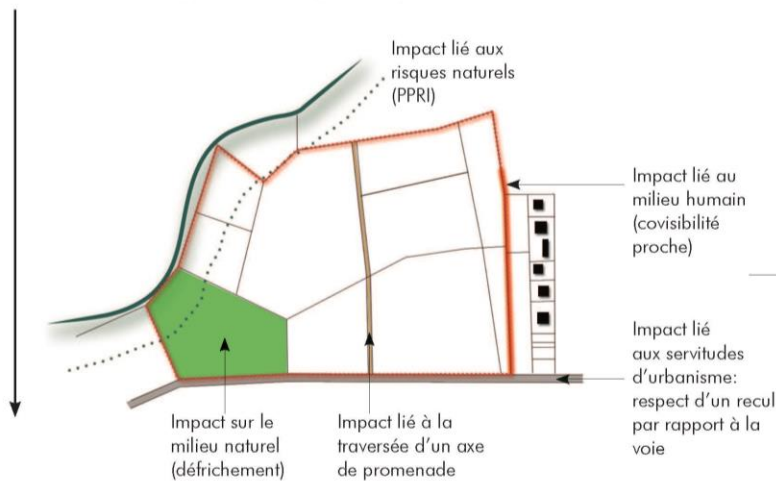 Impact lié aux
risques naturels
(PPRI)
Impact lié au
milieu humain
(covisibilité
proche)
Impact lié
aux servitudes
d’urbanisme:
respect d’un recul
par rapport à la
voie
Impact sur le
milieu naturel
(défrichement)
Impact lié à la
traversée d’un axe
de promenade